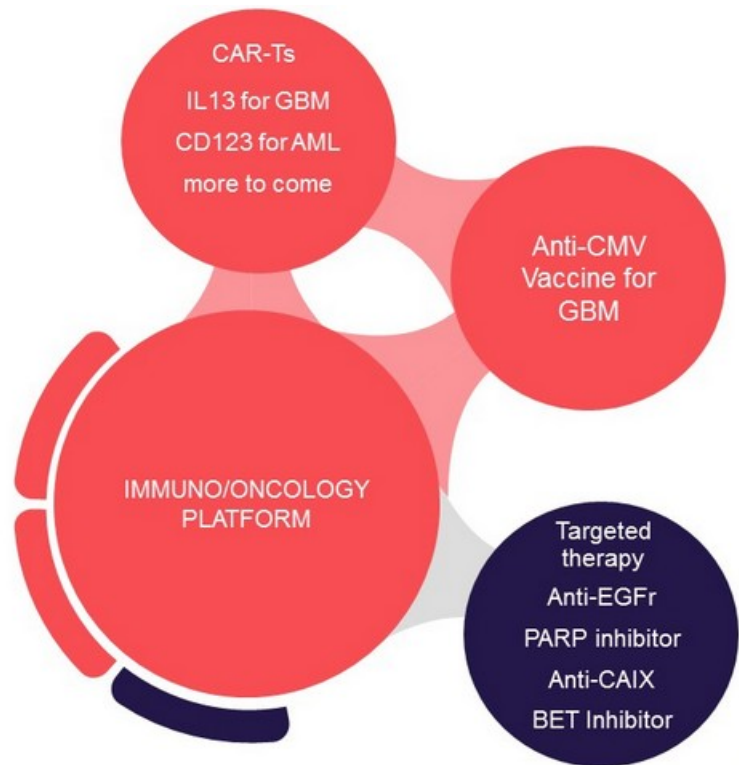 CAR-Ts
IL13 for GBM
CD123 for AML
more to come
Anti-CMV
Vaccine for
GBM
IMMUNO/ONCOLOGY
PLATFORM
Targeted
therapy
Anti-EGFr
PARP inhibitor
Anti-CAIX
BET Inhibitor